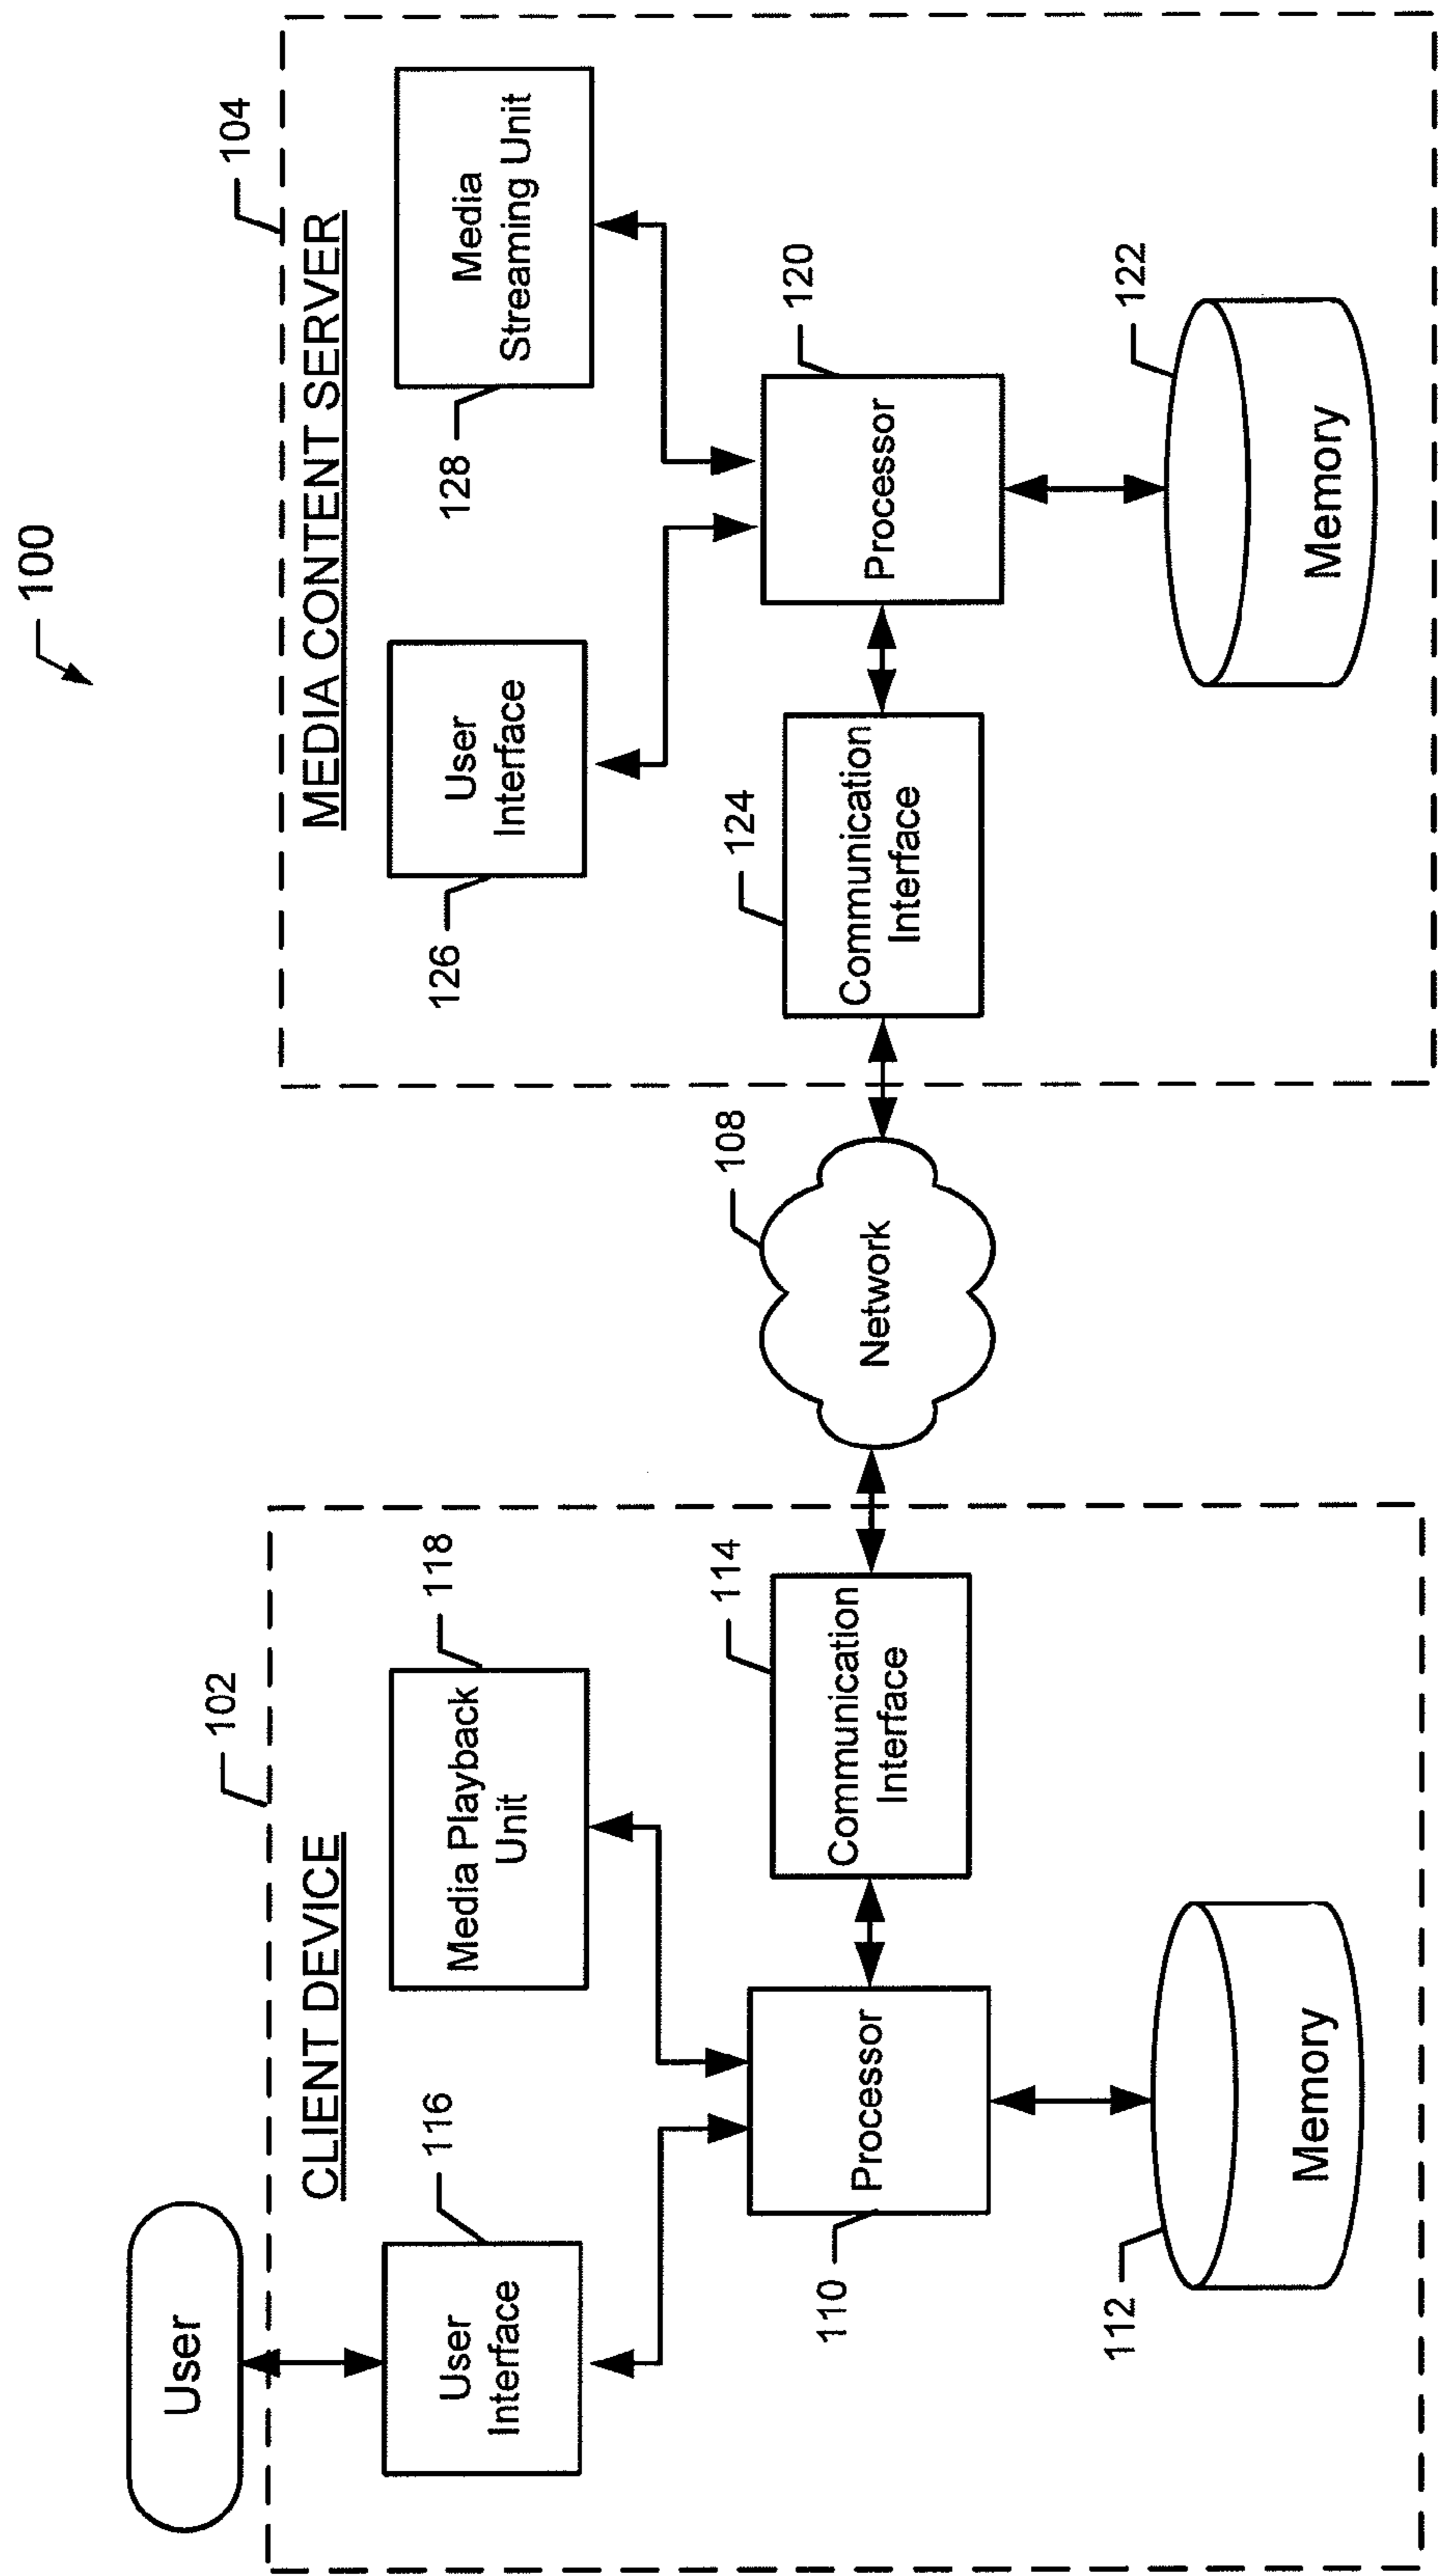 100
User
102
CLIENT DEVICE
116
User
Interface
118
Media Playback
Unit
110
Processor
114
Communication
Interface
112
Memory
108
Network
104
MEDIA CONTENT SERVER
126
User
Interface
128
Media
Streaming Unit
124
Communication
Interface
120
Processor
122
Memory